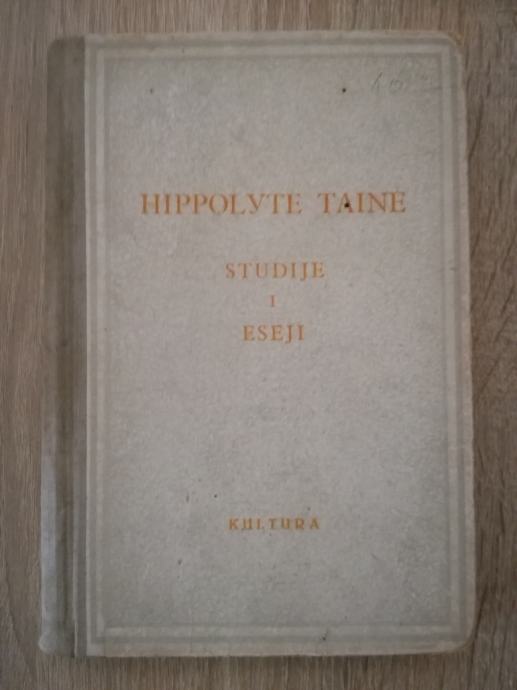 HIPPOLYTE TAINE
STUDIJE
I
ESEJI
KULTURA